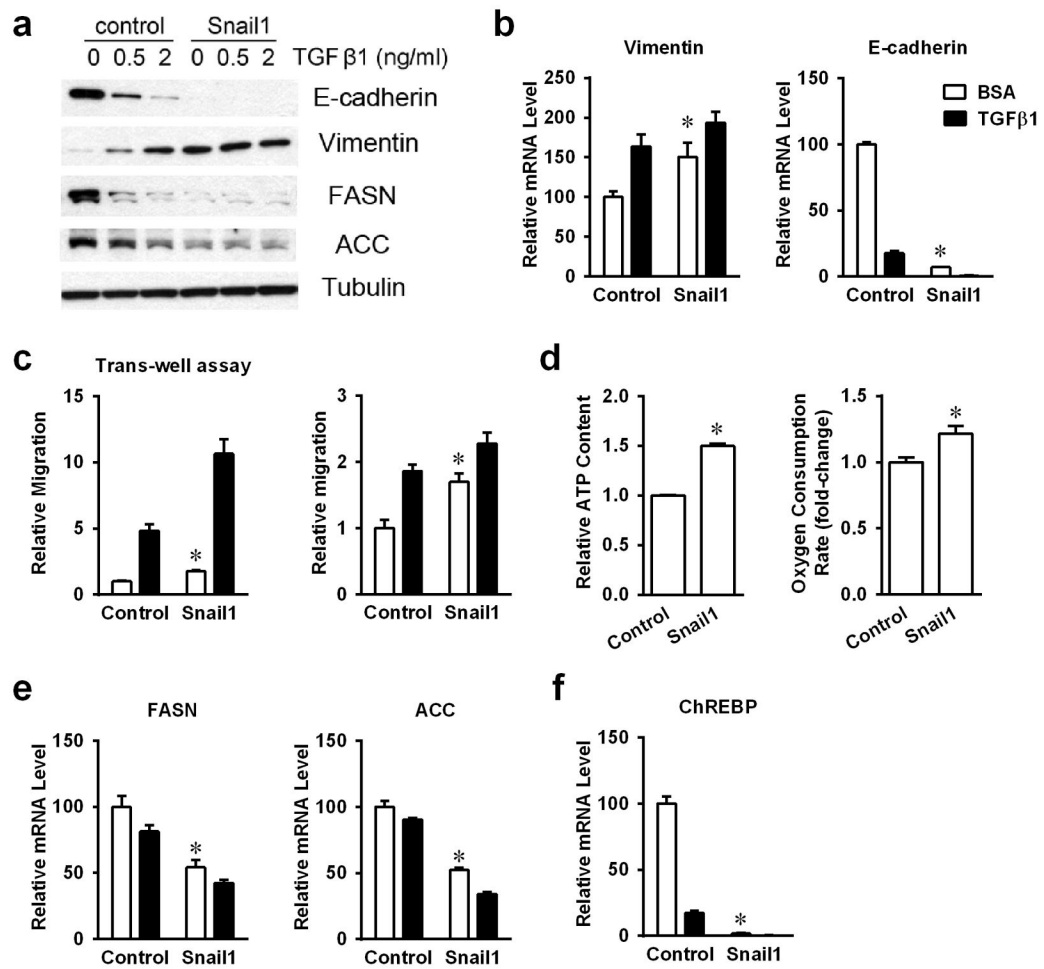 a
control Snail1
0 0.5 2 0 0.5 2 TGFβ1 (ng/ml)
E-cadherin
Vimentin
FASN
ACC
Tubulin
b
Vimentin
Relative mRNA Level
250
200
150
100
50
0
*
Control Snail1
E-cadherin
Relative mRNA Level
150
100
50
0
*
Control Snail1
BSA
TGFβ1
c
Trans-well assay
Relative Migration
15
10
5
0
*
Control Snail1
Relative migration
3
2
1
0
*
Control Snail1
d
Relative ATP Content
2.0
1.5
1.0
0.5
0.0
*
Control Snail1
Oxygen Consumption
Rate (fold-change)
1.5
1.0
0.5
0.0
*
Control Snail1
e
FASN
Relative mRNA Level
150
100
50
0
*
Control Snail1
ACC
Relative mRNA Level
150
100
50
0
*
Control Snail1
f
ChREBP
Relative mRNA Level
150
100
50
0
*
Control Snail1